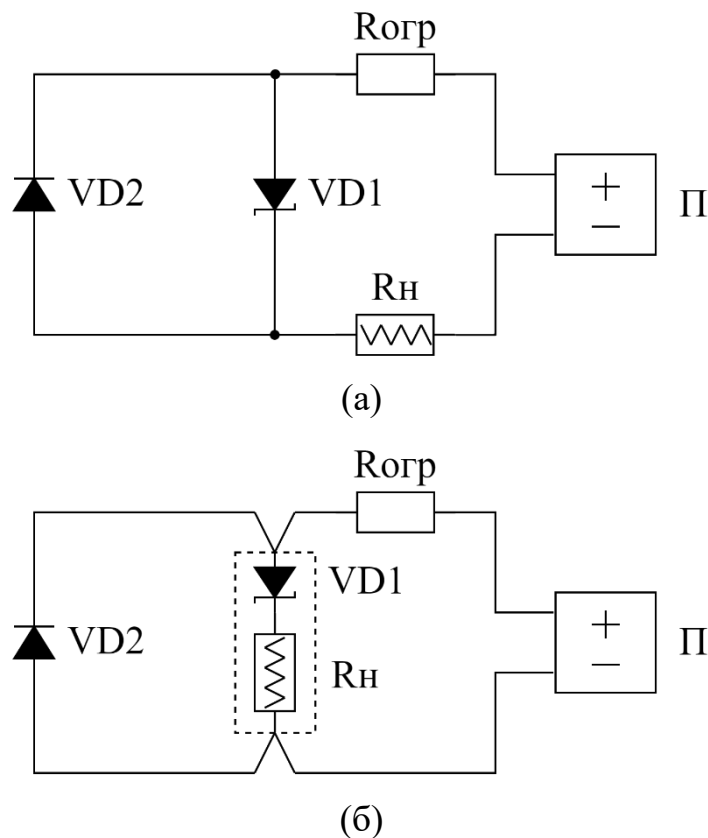 Rогр
VD2
VD1
+
−
П
Rн
(а)
Rогр
VD1
VD2
Rн
+
−
П
(б)